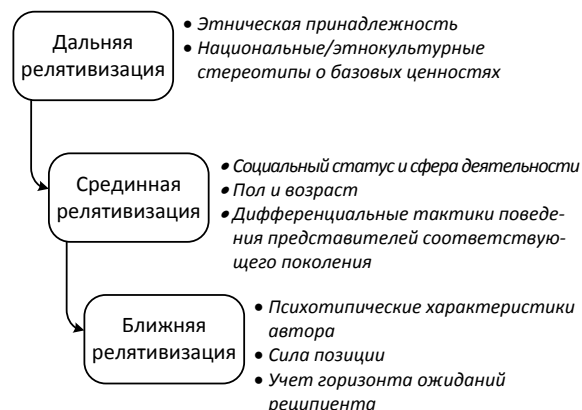 Дальняя
релятивизация
• Этническая принадлежность
• Национальные/этнокультурные
стереотипы о базовых ценностях
Срединная
релятивизация
• Социальный статус и сфера деятельности
• Пол и возраст
• Дифференциальные тактики поведе-
ния представителей соответствую-
щего поколения
Ближняя
релятивизация
• Психотипические характеристики
автора
• Сила позиции
• Учет горизонта ожиданий
реципиента